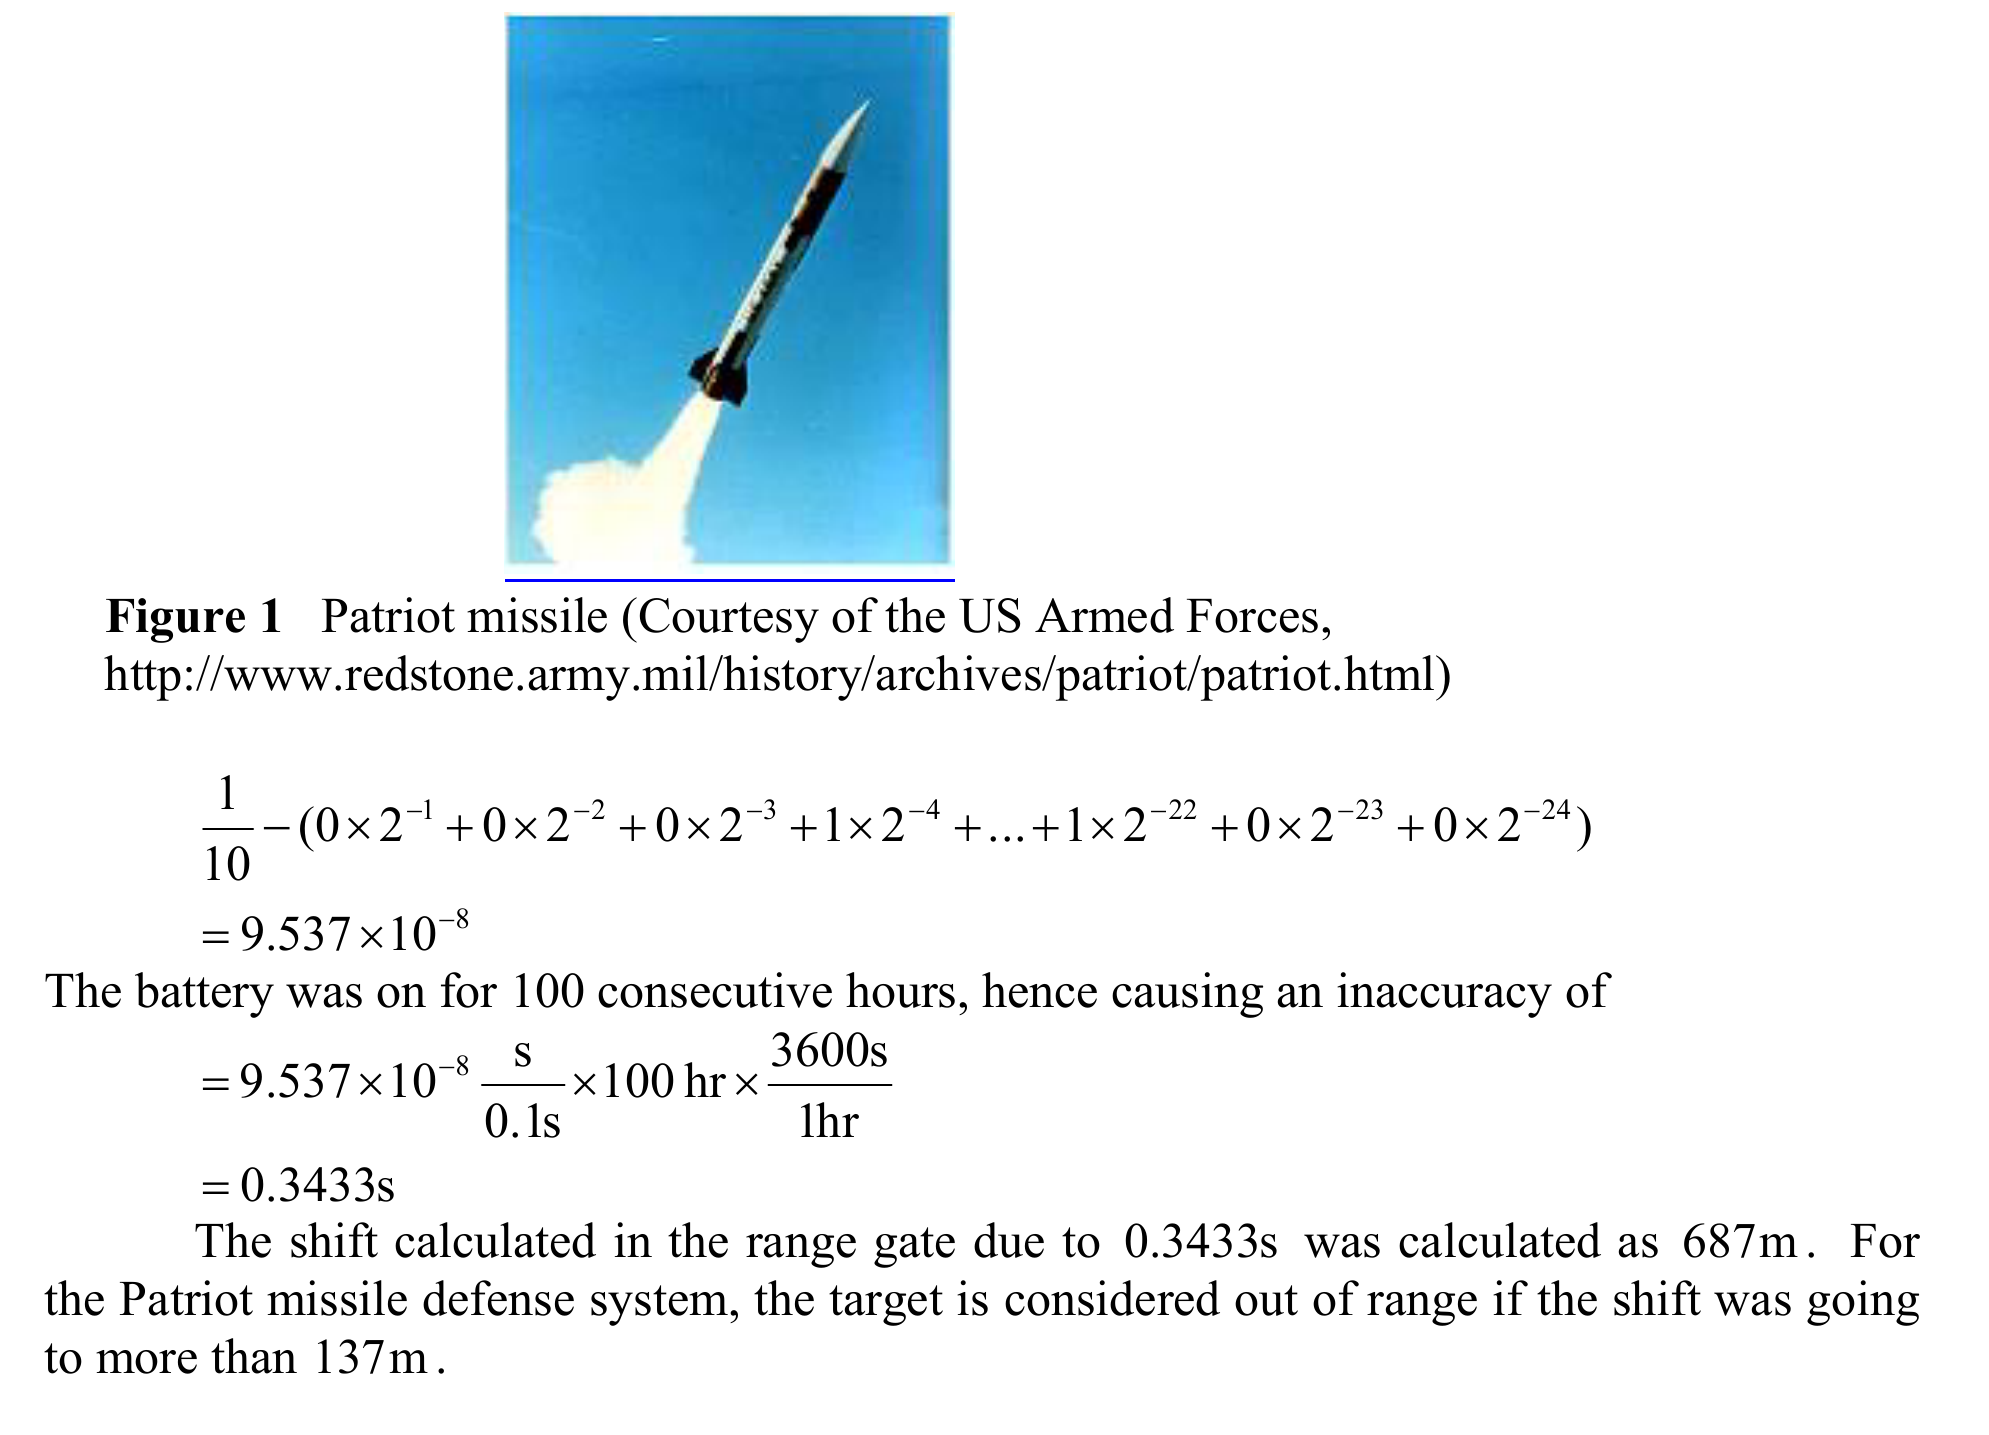 Figure 1 Patriot missile (Courtesy of the US Armed Forces,
http://www.redstone.army.mil/history/archives/patriot/patriot.html)
1/10 − (0×2⁻¹ + 0×2⁻² + 0×2⁻³ + 1×2⁻⁴ + ... + 1×2⁻²² + 0×2⁻²³ + 0×2⁻²⁴)
= 9.537×10⁻⁸
The battery was on for 100 consecutive hours, hence causing an inaccuracy of
= 9.537×10⁻⁸ s/0.1s ×100 hr× 3600s/1hr
= 0.3433s
The shift calculated in the range gate due to 0.3433s was calculated as 687m. For
the Patriot missile defense system, the target is considered out of range if the shift was going
to more than 137m.